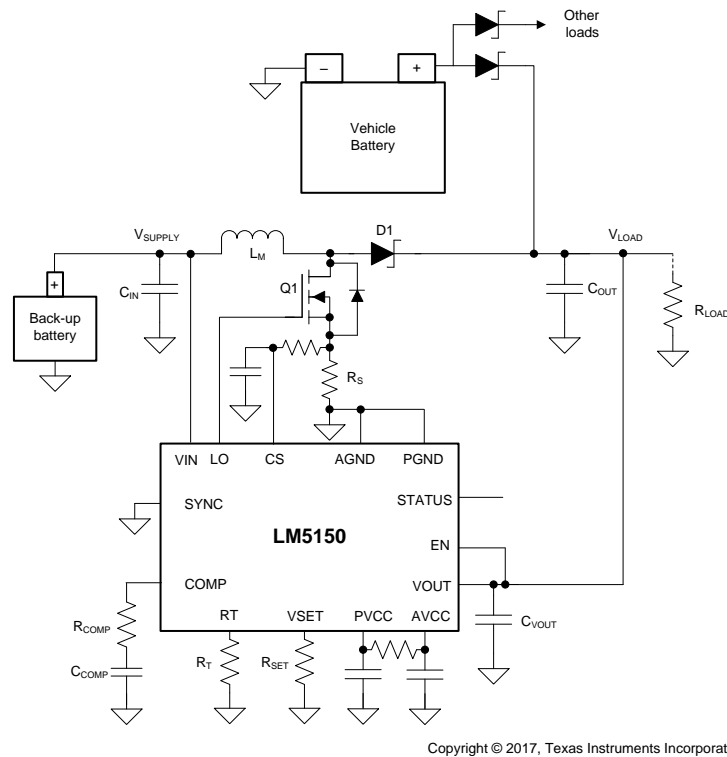 Other
loads
−
+
Vehicle
Battery
VSUPPLY
D1
VLOAD
LM
+
CIN
Q1
COUT
Back-up
battery
RLOAD
RS
VIN
LO
CS
AGND
PGND
SYNC
STATUS
LM5150
EN
COMP
VOUT
RCOMP
RT
VSET
PVCC
AVCC
CVOUT
CCOMP
RT
RSET
Copyright © 2017, Texas Instruments Incorporat